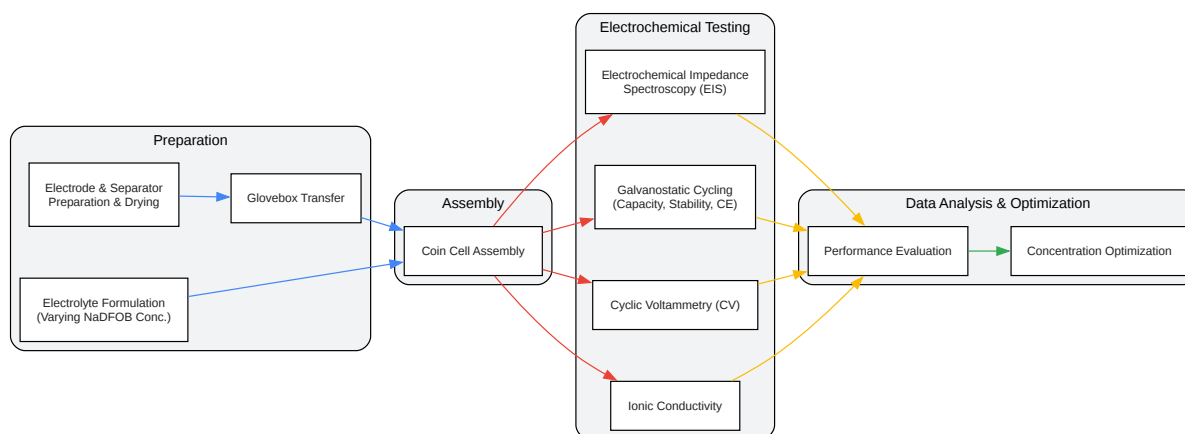 Preparation
Electrode & Separator
Preparation & Drying
Glovebox Transfer
Electrolyte Formulation
(Varying NaDFOB Conc.)
Assembly
Coin Cell Assembly
Electrochemical Testing
Electrochemical Impedance
Spectroscopy (EIS)
Galvanostatic Cycling
(Capacity, Stability, CE)
Cyclic Voltammetry (CV)
Ionic Conductivity
Data Analysis & Optimization
Performance Evaluation
Concentration Optimization